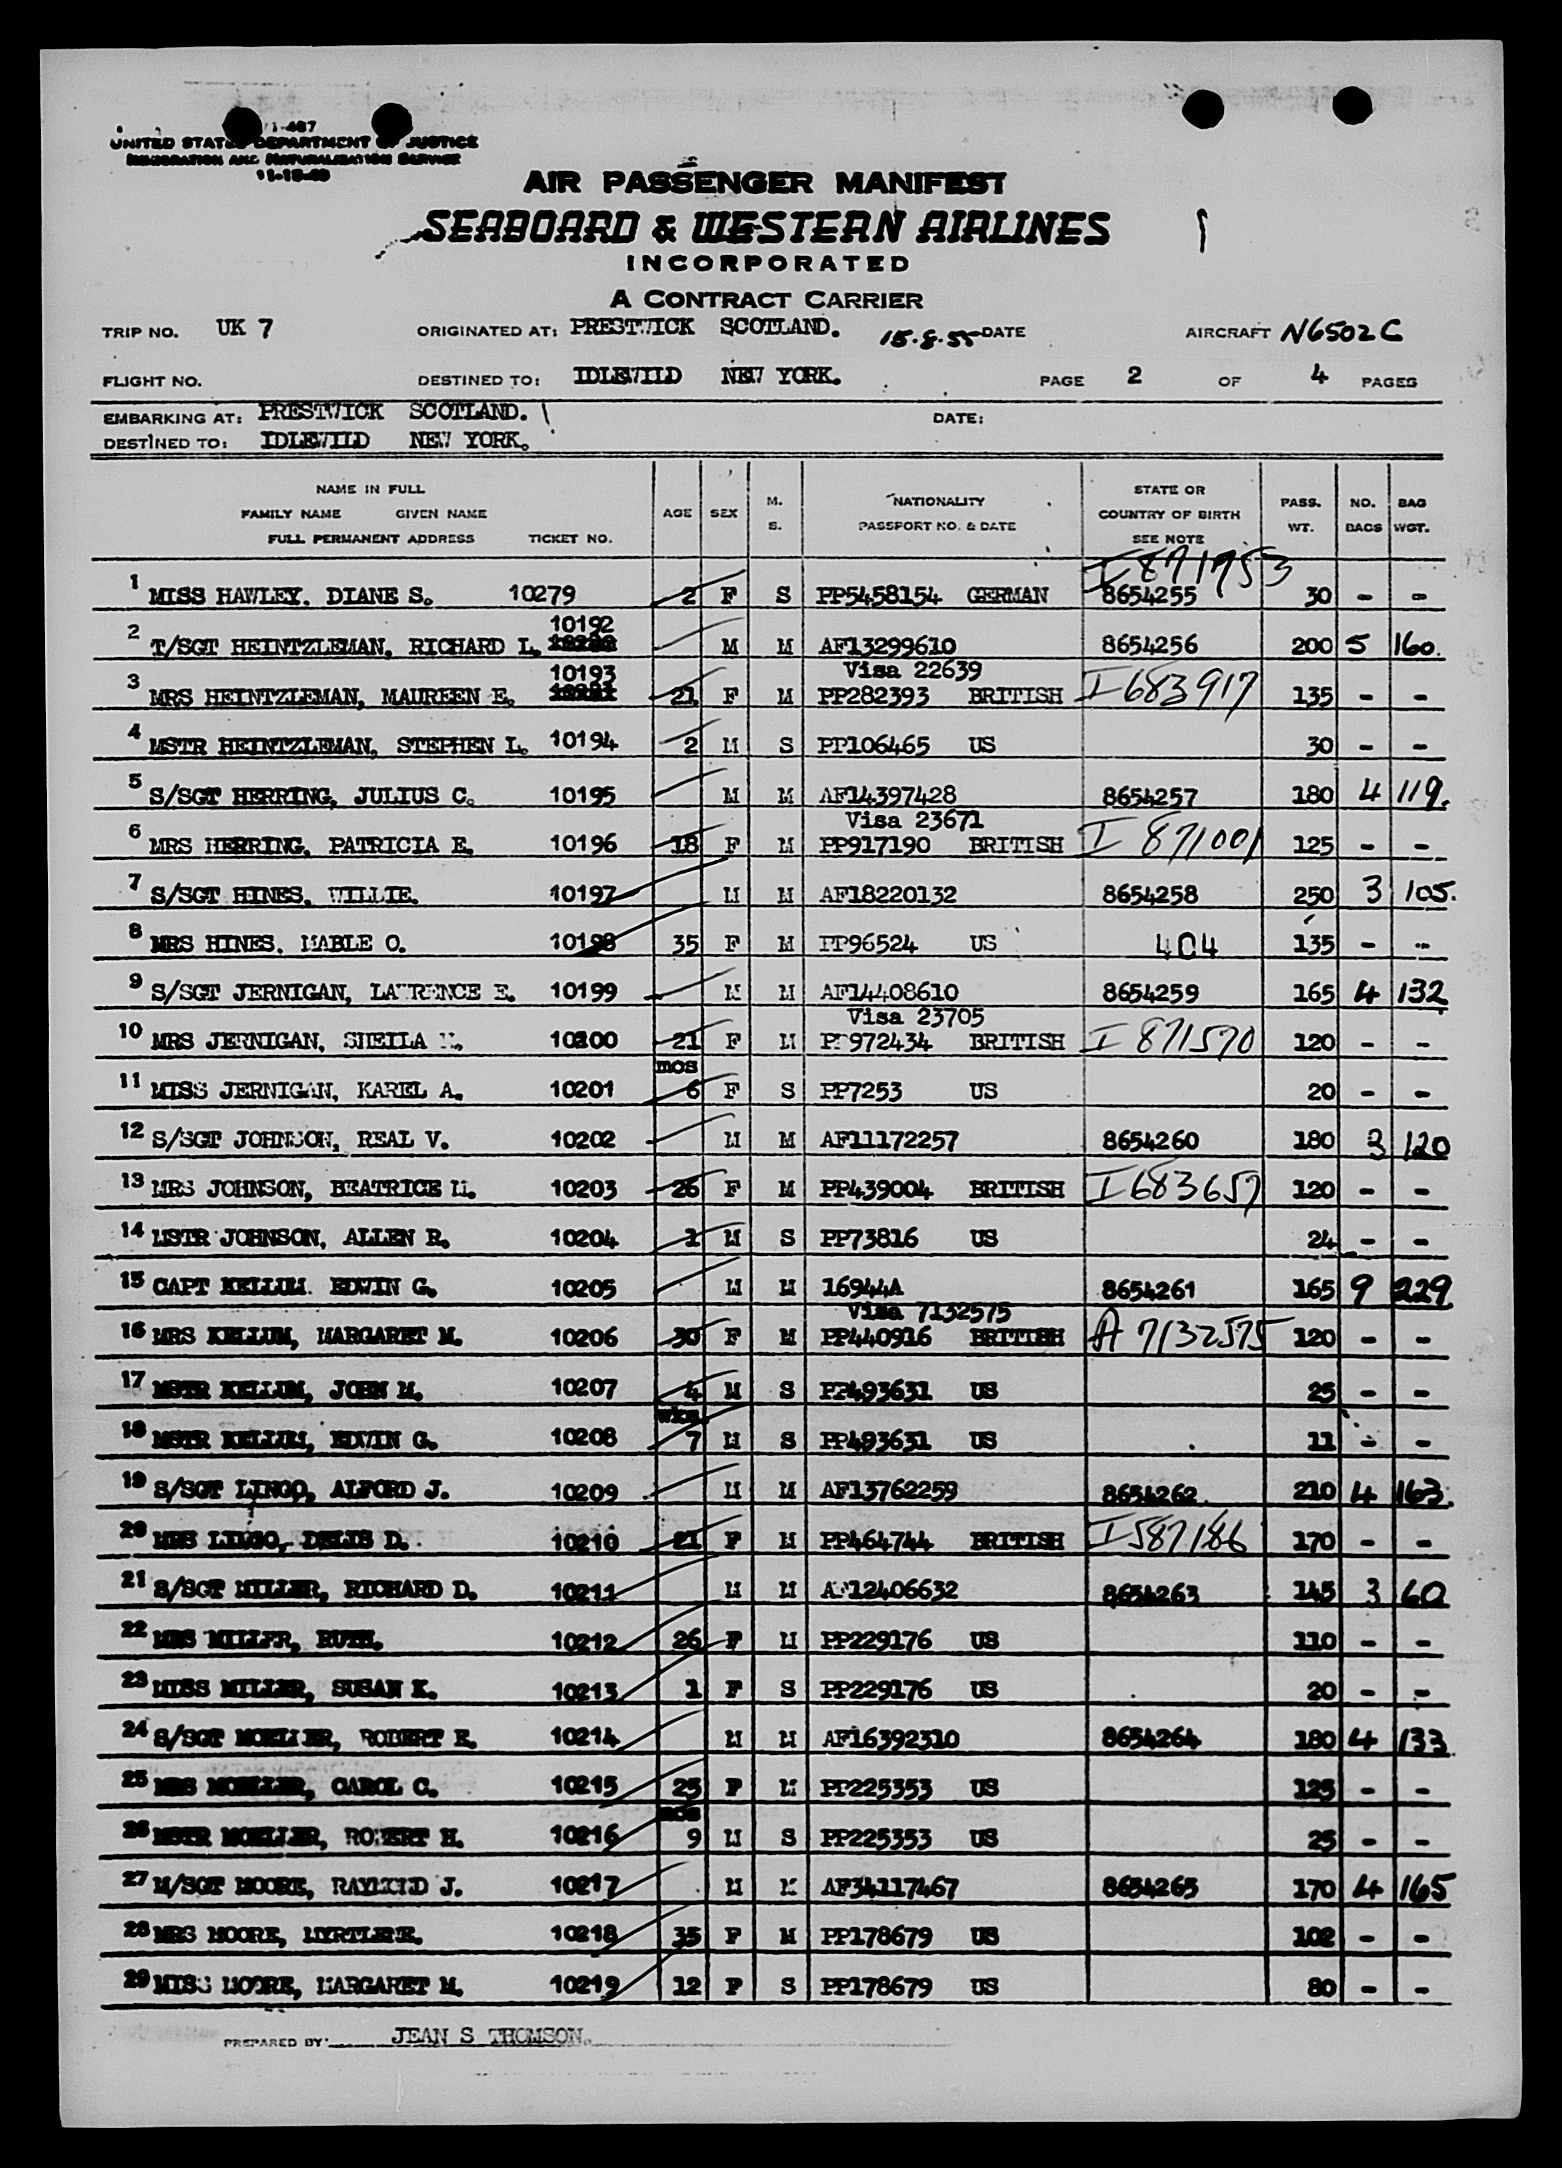 I-487
UNITED STATES DEPARTMENT OF JUSTICE
IMMIGRATION AND NATURALIZATION SERVICE
11-18-49
AIR PASSENGER MANIFEST
SEABOARD & WESTERN AIRLINES
INCORPORATED
A CONTRACT CARRIER
TRIP NO. UK 7 ORIGINATED AT: PRESTWICK SCOTLAND. 15.8.55 DATE AIRCRAFT N6502C
FLIGHT NO. DESTINED TO: IDLEWILD NEW YORK. PAGE 2 OF 4 PAGES
EMBARKING AT: PRESTWICK SCOTLAND. DATE:
DESTINED TO: IDLEWILD NEW YORK.
NAME IN FULL
FAMILY NAME GIVEN NAME
FULL PERMANENT ADDRESS TICKET NO. AGE SEX M. S. NATIONALITY PASSPORT NO. & DATE STATE OR COUNTRY OF BIRTH SEE NOTE PASS. WT. NO. BAGS BAG WGT.
I 871753
1 MISS HAWLEY. DIANE S. 10279 2 F S PP5458154 GERMAN 8654255 30 - -
10192
2 T/SGT HEINTZLEMAN, RICHARD L. M M AF13299610 8654256 200 5 160.
10193 Visa 22639
3 MRS HEINTZLEMAN, MAUREEN E. 21 F M PP282393 BRITISH I 683917 135 - -
4 MSTR HEINTZLEMAN, STEPHEN L. 10194 2 M S PP106465 US 30 - -
5 S/SGT HERRING, JULIUS C. 10195 M M AF14397428 8654257 180 4 119.
Visa 23671
6 MRS HERRING, PATRICIA E. 10196 18 F M PP917190 BRITISH I 871001 125 - -
7 S/SGT HINES, WILLIE. 10197 M M AF18220132 8654258 250 3 105.
8 MRS HINES. MABLE O. 10198 35 F M PP96524 US 404 135 - -
9 S/SGT JERNIGAN, LAWRENCE E. 10199 M M AF14408610 8654259 165 4 132
Visa 23705
10 MRS JERNIGAN, SHEILA M. 10200 21 F M PP972434 BRITISH I 871570 120 - -
mos
11 MISS JERNIGAN, KAREL A. 10201 6 F S PP7253 US 20 - -
12 S/SGT JOHNSON, REAL V. 10202 M M AF11172257 8654260 180 3 120
13 MRS JOHNSON, BEATRICE M. 10203 26 F M PP439004 BRITISH I 683657 120 - -
14 MSTR JOHNSON, ALLEN R. 10204 1 M S PP73816 US 24 - -
15 CAPT KELLUM. EDWIN G. 10205 M M 16944A 8654261 165 9 229
Visa 7132575
16 MRS KELLUM, MARGARET M. 10206 30 F M PP440916 BRITISH A 7132575 120 - -
17 MSTR KELLUM, JOHN M. 10207 4 M S PP493631 US 25 - -
wks
18 MSTR KELLUM, EDWIN G. 10208 7 M S PP493631 US 11 - -
19 S/SGT LINGO, ALFORD J. 10209 M M AF13762259 8654262 210 4 163.
20 MRS LINGO, DELIS D. 10210 21 F M PP464744 BRITISH I 587186 170 - -
21 S/SGT MILLER, RICHARD D. 10211 M M AF12406632 8654263 145 3 60
22 MRS MILLER, RUTH. 10212 26 F M PP229176 US 110 - -
23 MISS MILLER, SUSAN K. 10213 1 F S PP229176 US 20 - -
24 S/SGT MOELLER, ROBERT E. 10214 M M AF16392310 8654264 180 4 133
25 MRS MOELLER, CAROL C. 10215 25 F M PP225353 US 125 - -
mos
26 MSTR MOELLER, ROBERT H. 10216 9 M S PP225353 US 25 - -
27 M/SGT MOORE, RAYMOND J. 10217 M M AF34117467 8654265 170 4 165
28 MRS MOORE, MYRTLENE. 10218 35 F M PP178679 US 102 - -
29 MISS MOORE, MARGARET M. 10219 12 F S PP178679 US 80 - -
PREPARED BY: JEAN S THOMSON.